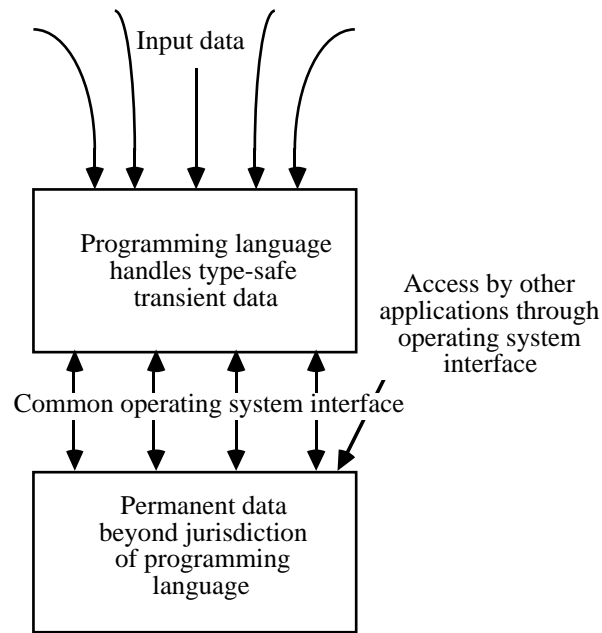 Input data
Programming language
handles type-safe
transient data
Access by other
applications through
operating system
interface
Common operating system interface
Permanent data
beyond jurisdiction
of programming
language